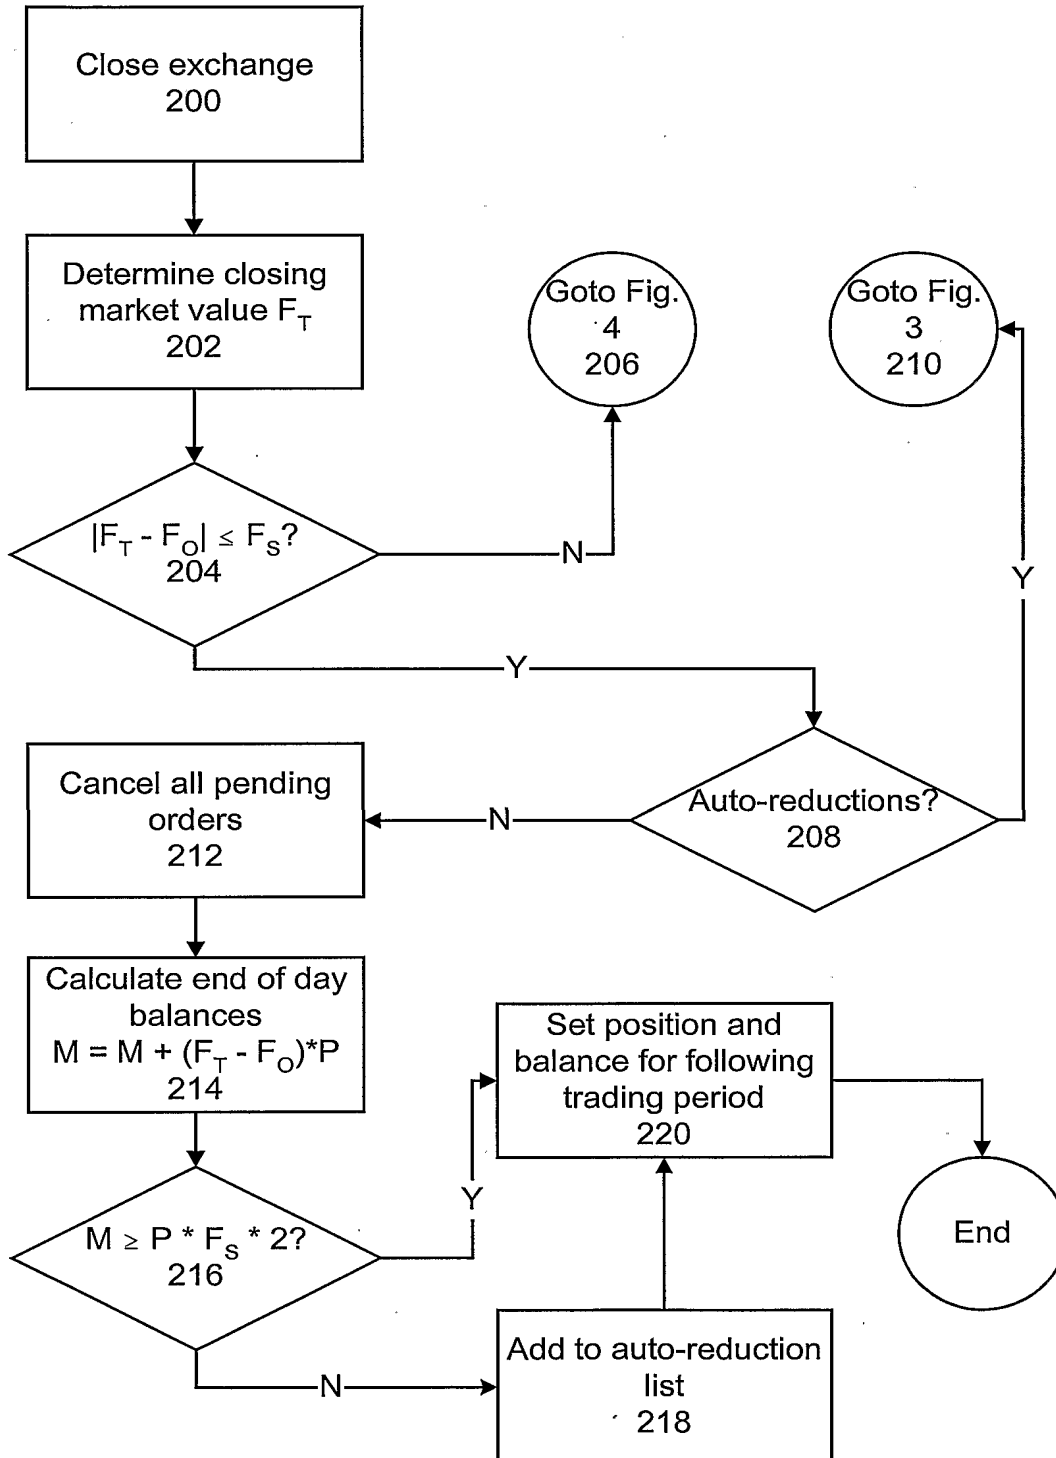 Close exchange
200
Determine closing
market value F_T
202
Goto Fig.
4
206
Goto Fig.
3
210
|F_T - F_O| ≤ F_S?
204
N
Y
Y
Auto-reductions?
208
N
Cancel all pending
orders
212
Calculate end of day
balances
M = M + (F_T - F_O)*P
214
Set position and
balance for following
trading period
220
Y
M ≥ P * F_S * 2?
216
End
N
Add to auto-reduction
list
218